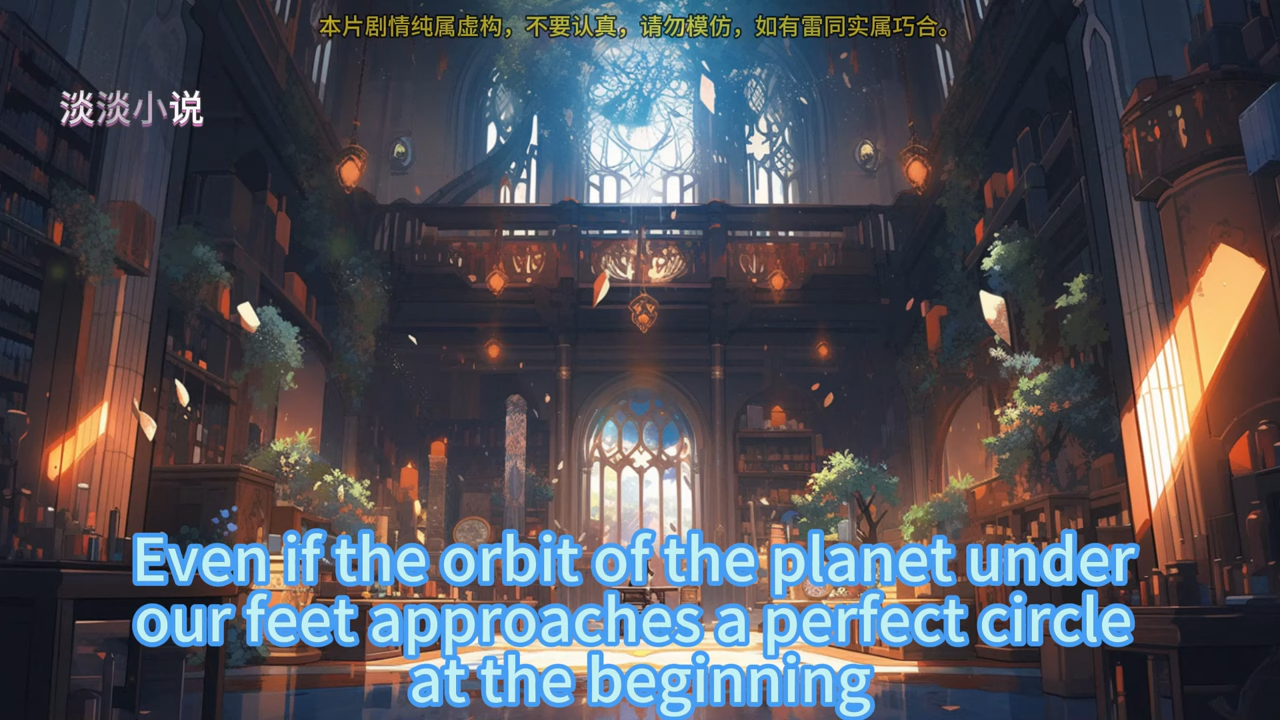 本片剧情纯属虚构，不要认真，请勿模仿，如有雷同实属巧合。
淡淡小说
Even if the orbit of the planet under
our feet approaches a perfect circle
at the beginning